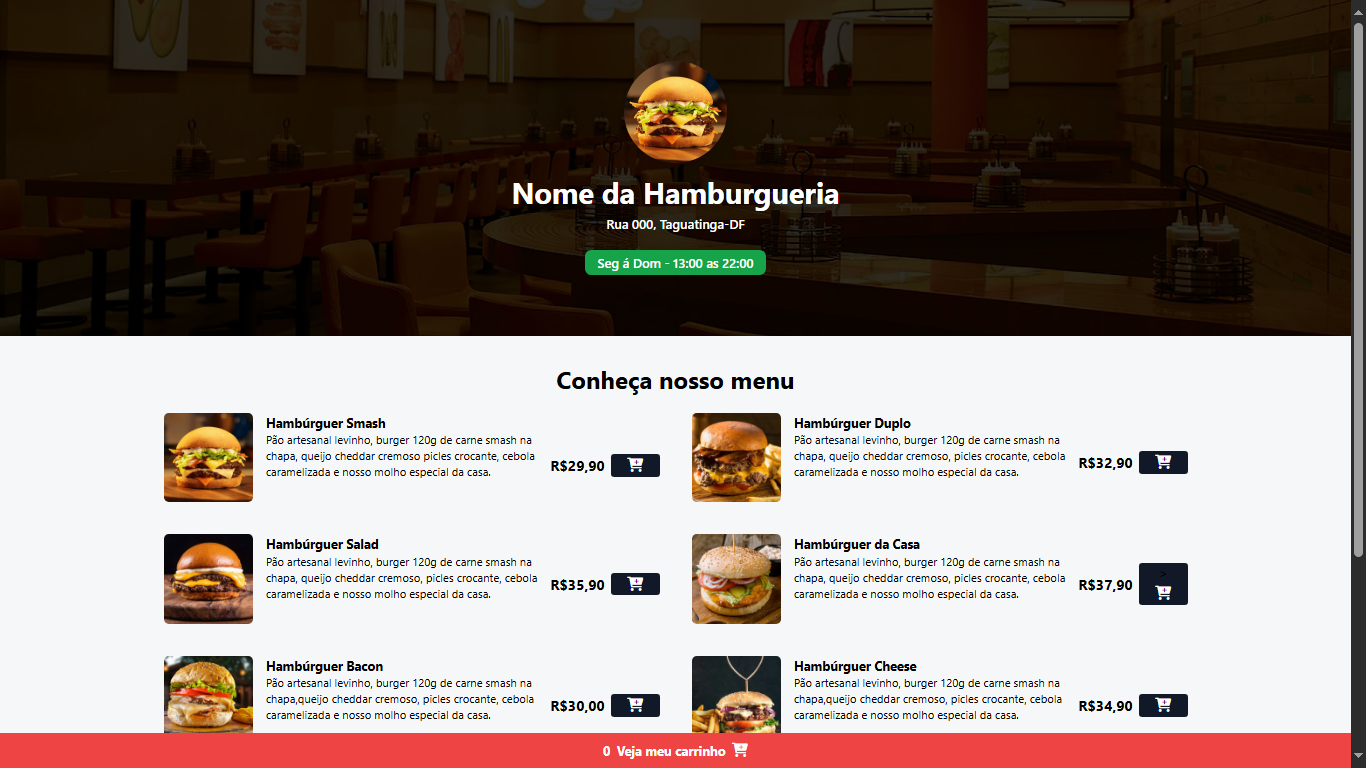 Nome da Hamburgueria
Rua 000, Taguatinga-DF
Seg á Dom - 13:00 as 22:00
Conheça nosso menu
Hambúrguer Smash
Pão artesanal levinho, burger 120g de carne smash na
chapa, queijo cheddar cremoso picles crocante, cebola
caramelizada e nosso molho especial da casa.
R$29,90
Hambúrguer Duplo
Pão artesanal levinho, burger 120g de carne smash na
chapa, queijo cheddar cremoso, picles crocante, cebola
caramelizada e nosso molho especial da casa.
R$32,90
Hambúrguer Salad
Pão artesanal levinho, burger 120g de carne smash na
chapa, queijo cheddar cremoso, picles crocante, cebola
caramelizada e nosso molho especial da casa.
R$35,90
Hambúrguer da Casa
Pão artesanal levinho, burger 120g de carne smash na
chapa, queijo cheddar cremoso, picles crocante, cebola
caramelizada e nosso molho especial da casa.
R$37,90
>
Hambúrguer Bacon
Pão artesanal levinho, burger 120g de carne smash na
chapa,queijo cheddar cremoso, picles crocante, cebola
caramelizada e nosso molho especial da casa.
R$30,00
Hambúrguer Cheese
Pão artesanal levinho, burger 120g de carne smash na
chapa,queijo cheddar cremoso, picles crocante, cebola
caramelizada e nosso molho especial da casa.
R$34,90
0 Veja meu carrinho